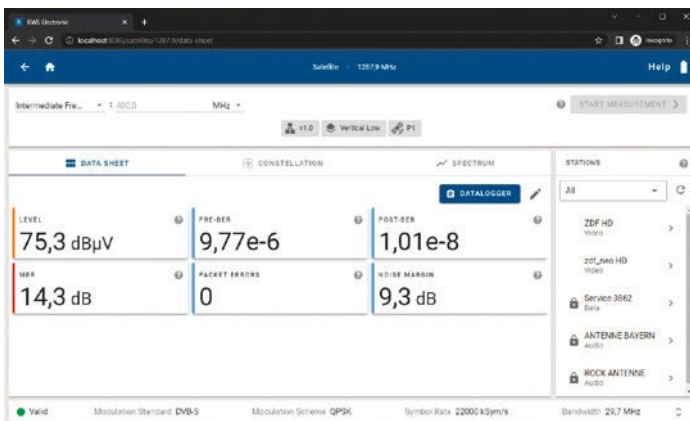 KWS Electronic
localhost
Incognito
Satellite 1287,9 MHz
Help
Intermediate Fre...
MHz
START MEASUREMENT
v1.0 Vertical Low P1
DATA SHEET CONSTELLATION SPECTRUM
STATIONS
DATALOGGER
All
LEVEL
75,3 dBµV
PRE-BER
9,77e-6
POST-BER
1,01e-8
MER
14,3 dB
PACKET ERRORS
0
NOISE MARGIN
9,3 dB
ZDF HD
Video
zdf_neo HD
Video
Service 3862
Data
ANTENNE BAYERN
Audio
ROCK ANTENNE
Audio
Valid Modulation Standard DVB-S Modulation Scheme QPSK Symbol Rate 22000 kSym/s Bandwidth 29,7 MHz